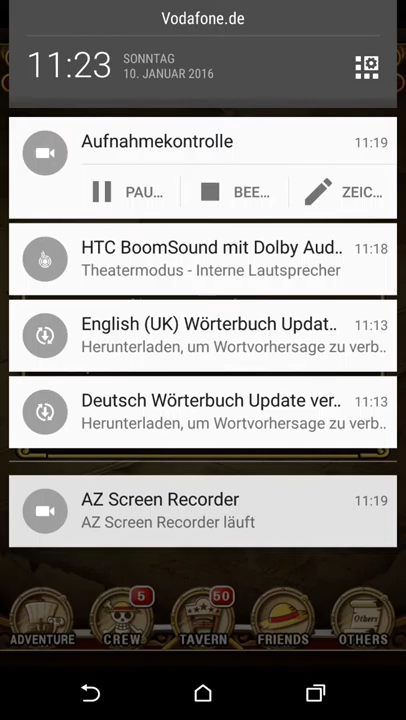 Vodafone.de
11:23
SONNTAG
10. JANUAR 2016
Aufnahmekontrolle 11:19
PAU... BEE... ZEIC...
HTC BoomSound mit Dolby Aud.. 11:18
Theatermodus - Interne Lautsprecher
English (UK) Wörterbuch Updat.. 11:13
Herunterladen, um Wortvorhersage zu verb..
Deutsch Wörterbuch Update ver.. 11:13
Herunterladen, um Wortvorhersage zu verb..
AZ Screen Recorder 11:19
AZ Screen Recorder läuft
5 50
Others
ADVENTURE CREW TAVERN FRIENDS OTHERS